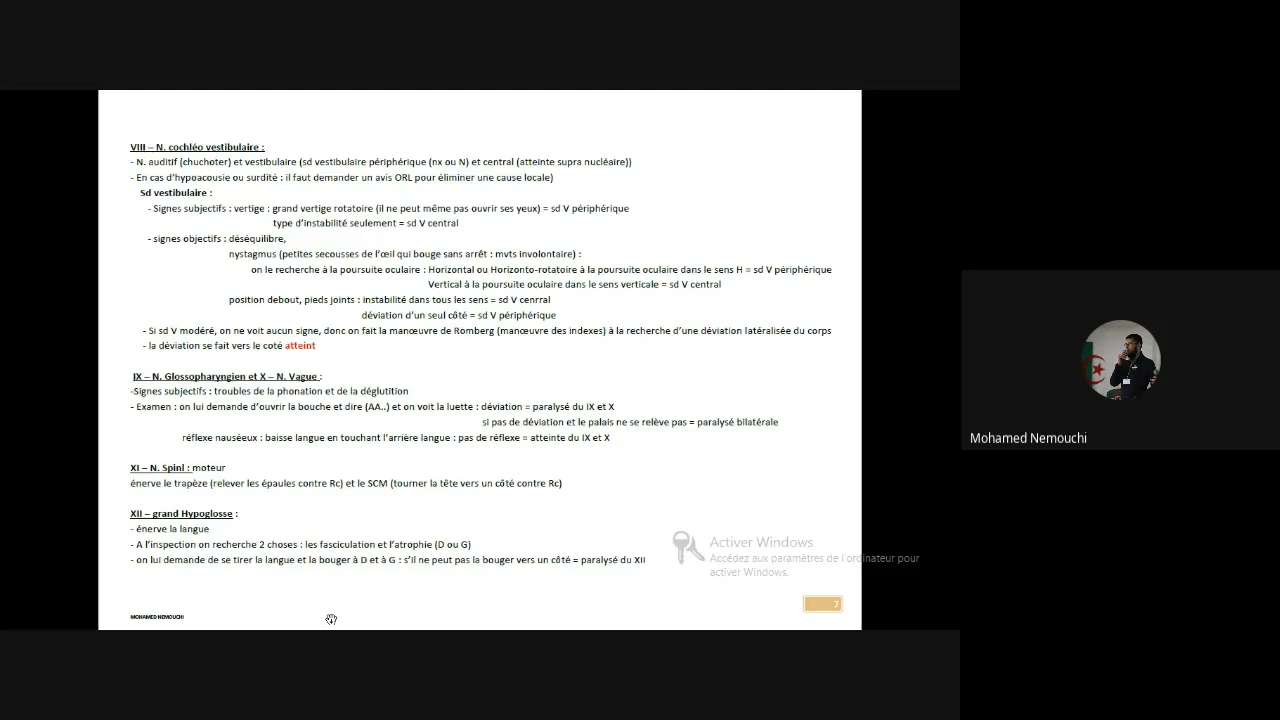 VIII – N. cochléo vestibulaire :
- N. auditif (chuchoter) et vestibulaire (sd vestibulaire périphérique (nx ou N) et central (atteinte supra nucléaire))
- En cas d’hypoacousie ou surdité : il faut demander un avis ORL pour éliminer une cause locale)
Sd vestibulaire :
- Signes subjectifs : vertige : grand vertige rotatoire (il ne peut même pas ouvrir ses yeux) = sd V périphérique
type d’instabilité seulement = sd V central
- signes objectifs : déséquilibre,
nystagmus (petites secousses de l’œil qui bouge sans arrêt : mvts involontaire) :
on le recherche à la poursuite oculaire : Horizontal ou Horizonto-rotatoire à la poursuite oculaire dans le sens H = sd V périphérique
Vertical à la poursuite oculaire dans le sens verticale = sd V central
position debout, pieds joints : instabilité dans tous les sens = sd V cenrral
déviation d’un seul côté = sd V périphérique
- Si sd V modéré, on ne voit aucun signe, donc on fait la manœuvre de Romberg (manœuvre des indexes) à la recherche d’une déviation latéralisée du corps
- la déviation se fait vers le coté atteint
IX – N. Glossopharyngien et X – N. Vague :
-Signes subjectifs : troubles de la phonation et de la déglutition
- Examen : on lui demande d’ouvrir la bouche et dire (AA..) et on voit la luette : déviation = paralysé du IX et X
si pas de déviation et le palais ne se relève pas = paralysé bilatérale
réflexe nauséeux : baisse langue en touchant l’arrière langue : pas de réflexe = atteinte du IX et X
XI – N. Spinl : moteur
énerve le trapèze (relever les épaules contre Rc) et le SCM (tourner la tête vers un côté contre Rc)
XII – grand Hypoglosse :
- énerve la langue
- A l’inspection on recherche 2 choses : les fasciculation et l’atrophie (D ou G)
- on lui demande de se tirer la langue et la bouger à D et à G : s’il ne peut pas la bouger vers un côté = paralysé du XII
Activer Windows
Accédez aux paramètres de l'ordinateur pour
activer Windows.
7
MOHAMED NEMOUCHI
Mohamed Nemouchi